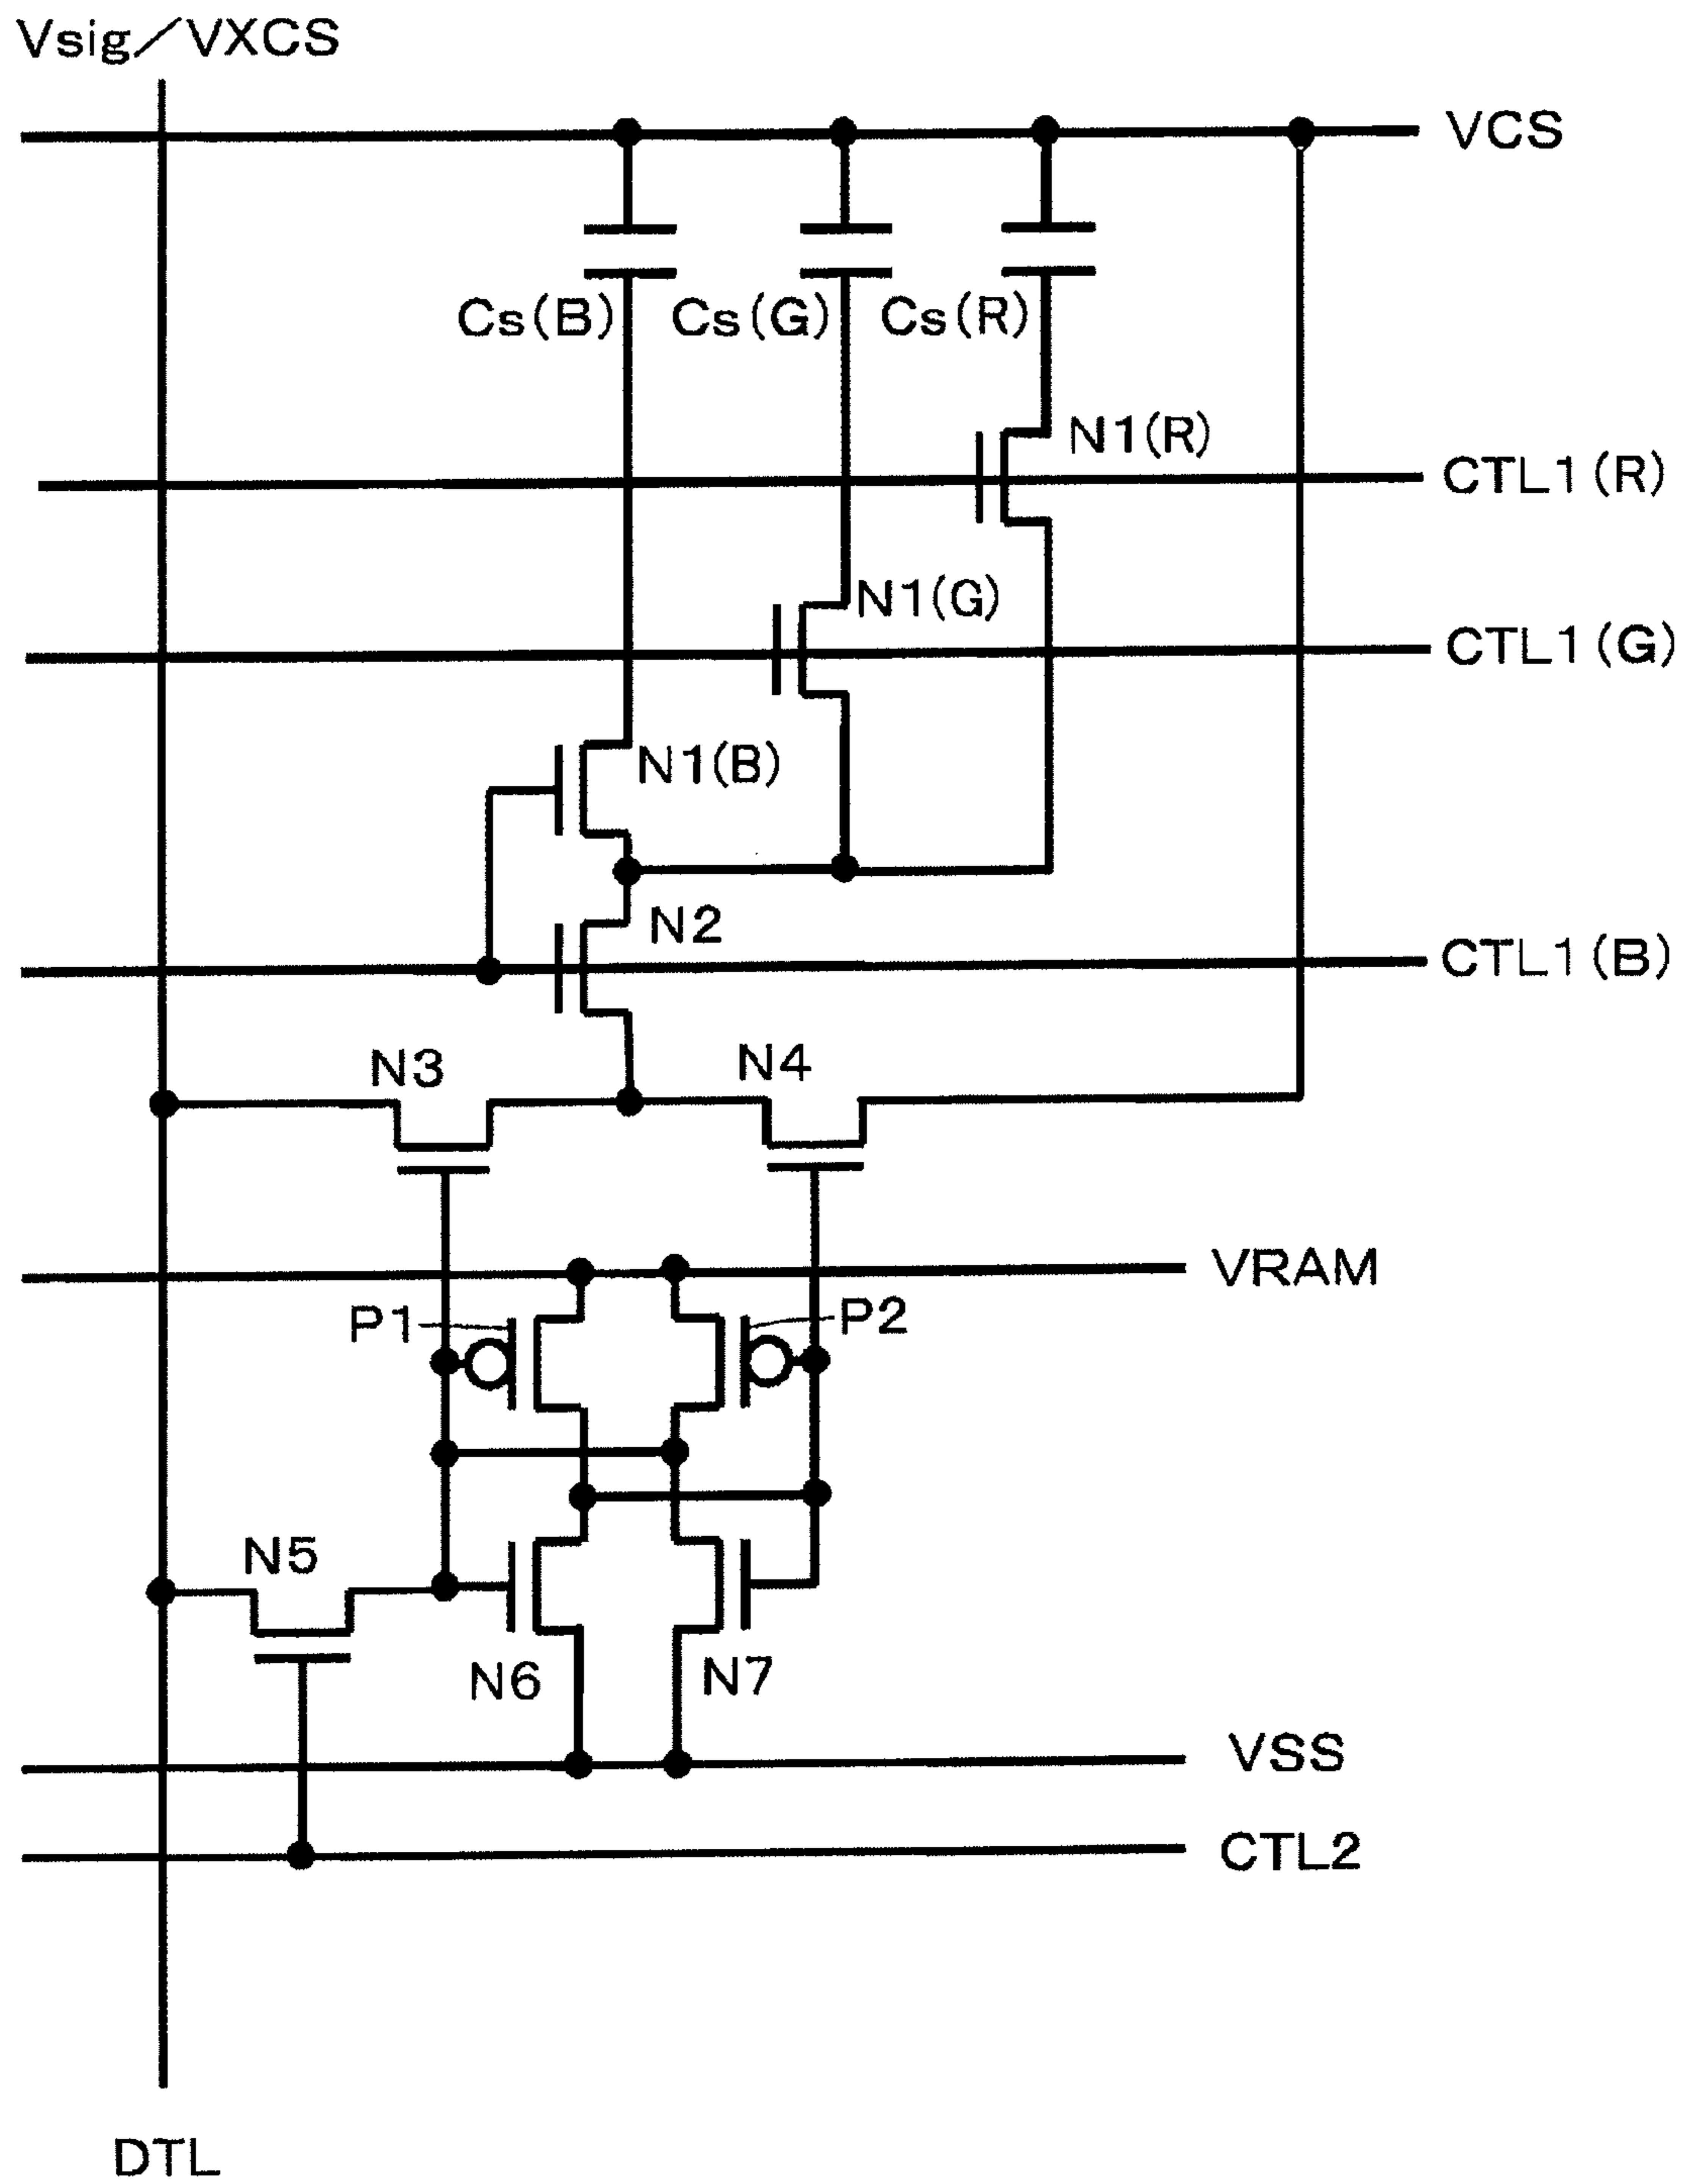 Vsig/VXCS
VCS
Cs(B) Cs(G) Cs(R)
N1(R)
CTL1(R)
N1(G)
CTL1(G)
N1(B)
N2
CTL1(B)
N3 N4
VRAM
P1 P2
N5
N6 N7
VSS
CTL2
DTL